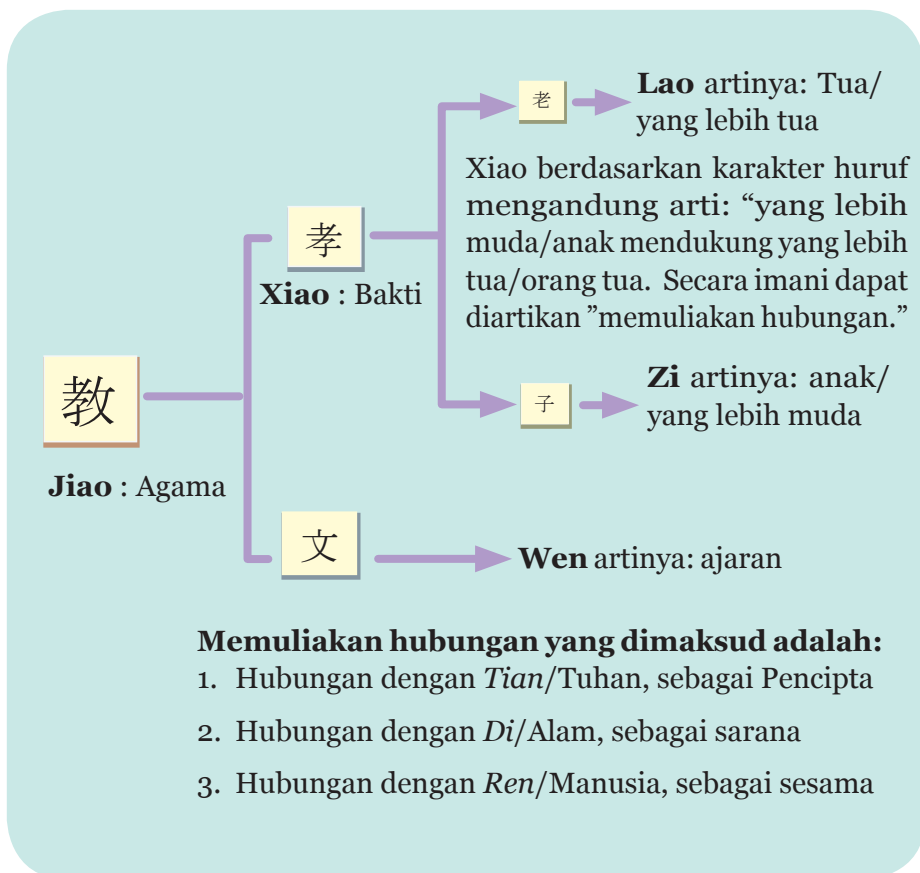 老
Lao artinya: Tua/
yang lebih tua
Xiao berdasarkan karakter huruf
mengandung arti: “yang lebih
muda/anak mendukung yang lebih
tua/orang tua. Secara imani dapat
diartikan ”memuliakan hubungan.”
孝
Xiao : Bakti
子
Zi artinya: anak/
yang lebih muda
教
Jiao : Agama
文
Wen artinya: ajaran
Memuliakan hubungan yang dimaksud adalah:
1. Hubungan dengan Tian/Tuhan, sebagai Pencipta
2. Hubungan dengan Di/Alam, sebagai sarana
3. Hubungan dengan Ren/Manusia, sebagai sesama